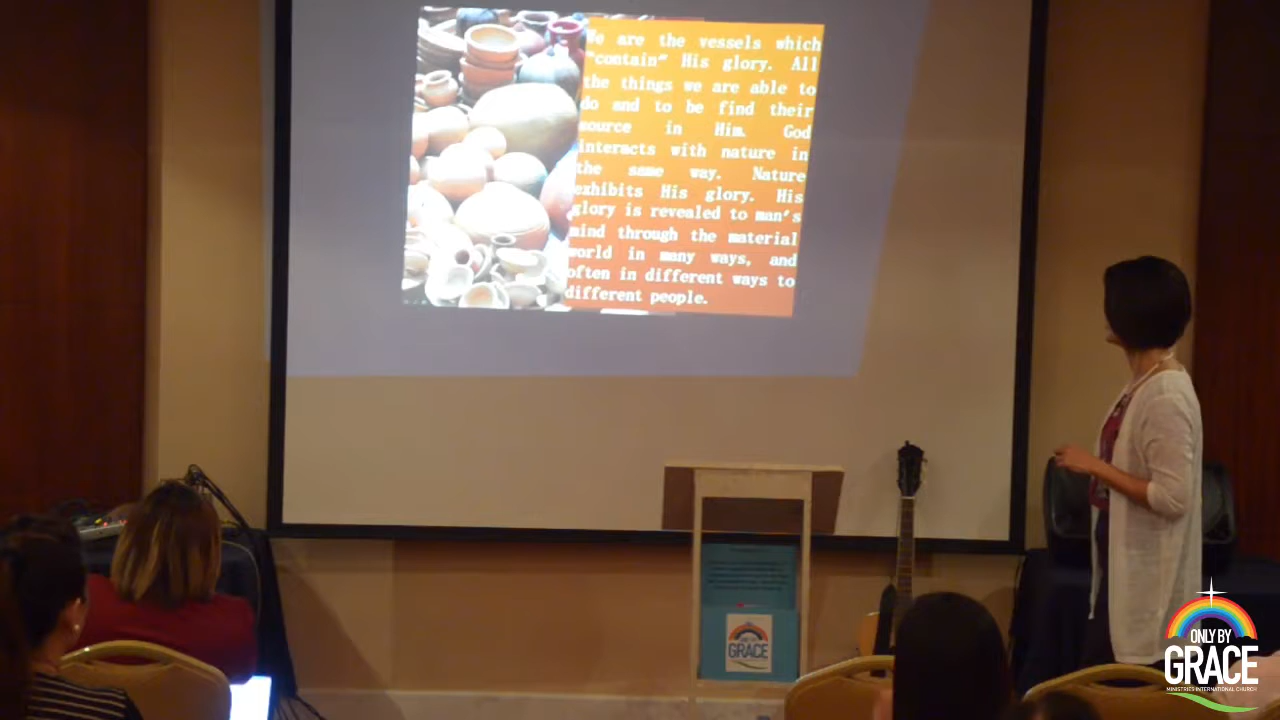 We are the vessels which
"contain" His glory. All
the things we are able to
do and to be find their
source in Him. God
interacts with nature in
the same way. Nature
exhibits His glory. His
glory is revealed to man's
mind through the material
world in many ways, and
often in different ways to
different people.
GRACE
ONLY BY
GRACE
MINISTRIES INTERNATIONAL CHURCH